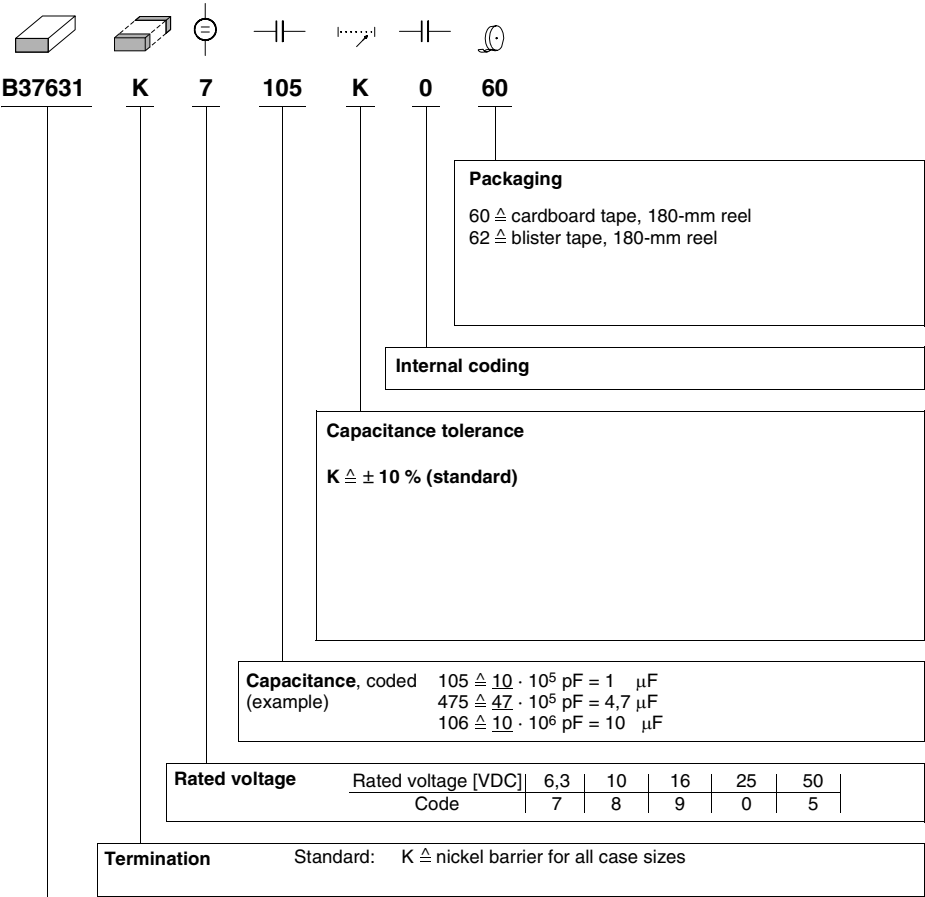 B37631 K 7 105 K 0 60
Packaging
60 ≙ cardboard tape, 180-mm reel
62 ≙ blister tape, 180-mm reel
Internal coding
Capacitance tolerance
K ≙ ± 10 % (standard)
Capacitance, coded 105 ≙ 10 · 10⁵ pF = 1 μF
(example) 475 ≙ 47 · 10⁵ pF = 4,7 μF
106 ≙ 10 · 10⁶ pF = 10 μF
Rated voltage Rated voltage [VDC] 6,3 10 16 25 50
Code 7 8 9 0 5
Termination Standard: K ≙ nickel barrier for all case sizes